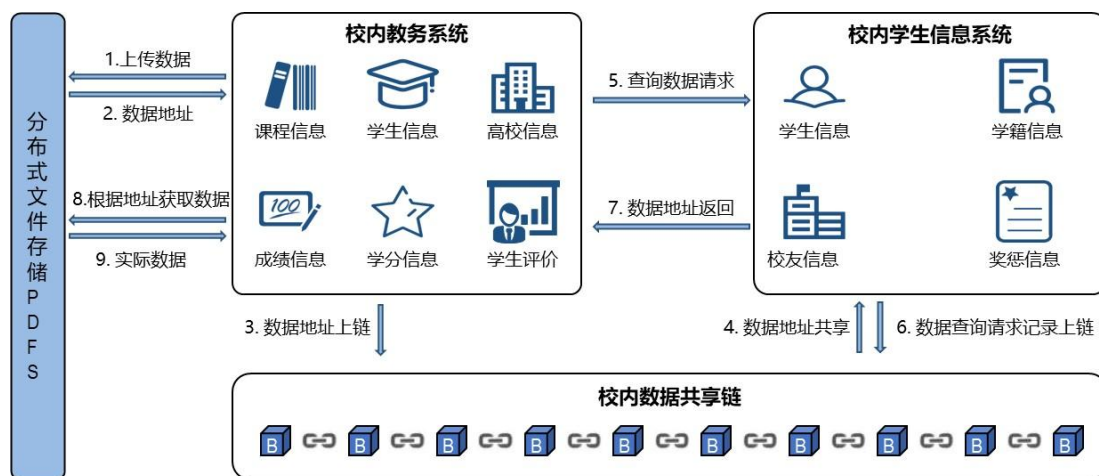 分布式文件存储PDFS
1.上传数据
2. 数据地址
8.根据地址获取数据
9. 实际数据
校内教务系统
课程信息
学生信息
高校信息
100
成绩信息
学分信息
学生评价
5. 查询数据请求
7. 数据地址返回
校内学生信息系统
学生信息
学籍信息
校友信息
奖惩信息
3. 数据地址上链
4. 数据地址共享
6. 数据查询请求记录上链
校内数据共享链
B B B B B B B B B B